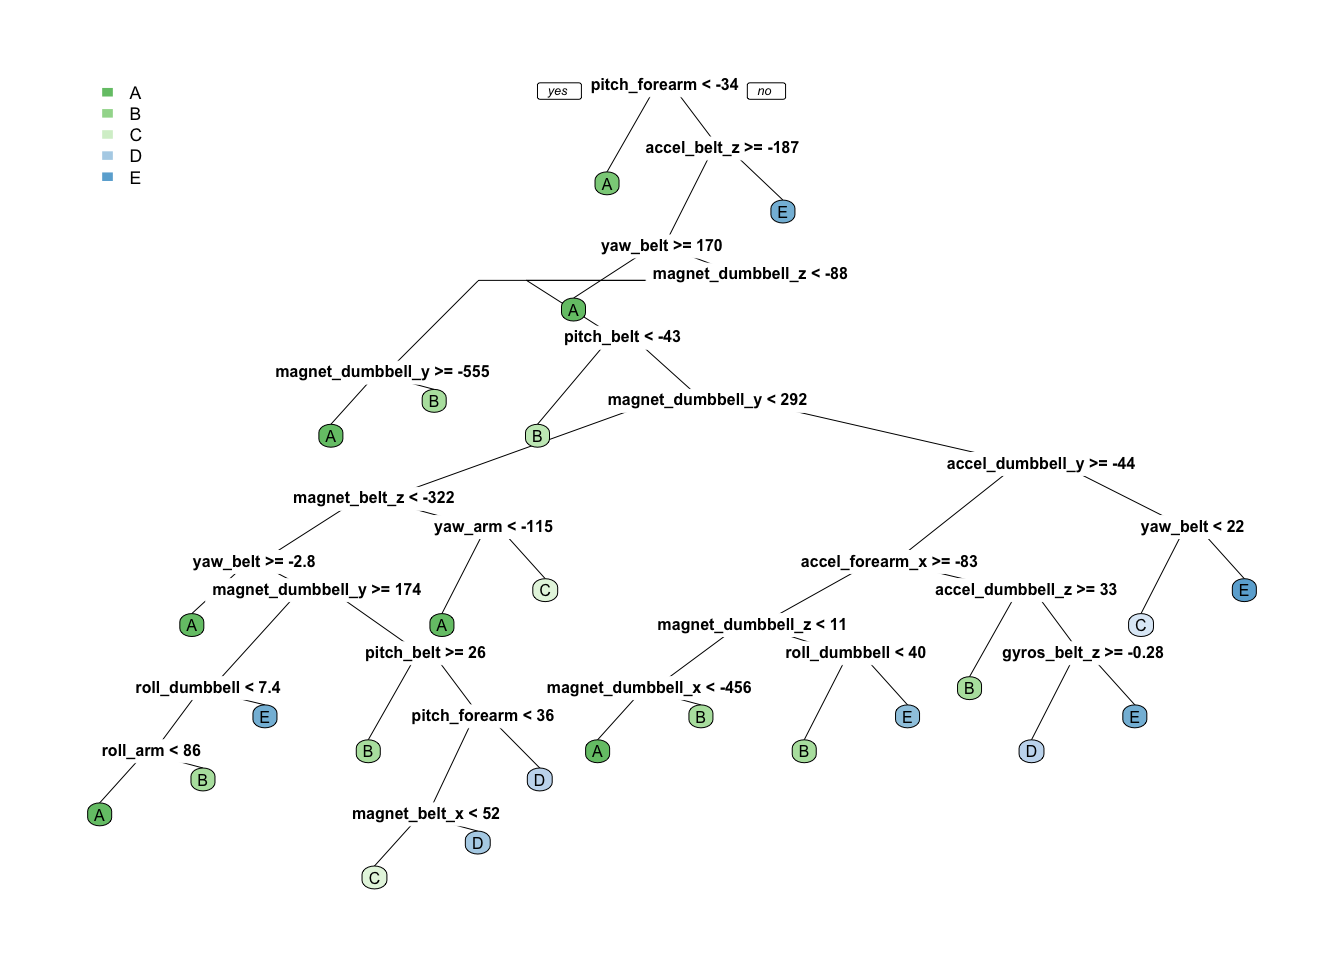 yes pitch_forearm < -34 no
A
B
C
D
E
accel_belt_z >= -187
A
E
yaw_belt >= 170
magnet_dumbbell_z < -88
A
pitch_belt < -43
magnet_dumbbell_y >= -555
B
magnet_dumbbell_y < 292
A
B
accel_dumbbell_y >= -44
magnet_belt_z < -322
yaw_arm < -115
yaw_belt < 22
yaw_belt >= -2.8
accel_forearm_x >= -83
magnet_dumbbell_y >= 174
C
accel_dumbbell_z >= 33
E
A
A
magnet_dumbbell_z < 11
C
pitch_belt >= 26
roll_dumbbell < 40
gyros_belt_z >= -0.28
roll_dumbbell < 7.4
magnet_dumbbell_x < -456
B
E
pitch_forearm < 36
B
E
E
roll_arm < 86
B
A
B
D
B
D
A
magnet_belt_x < 52
D
C